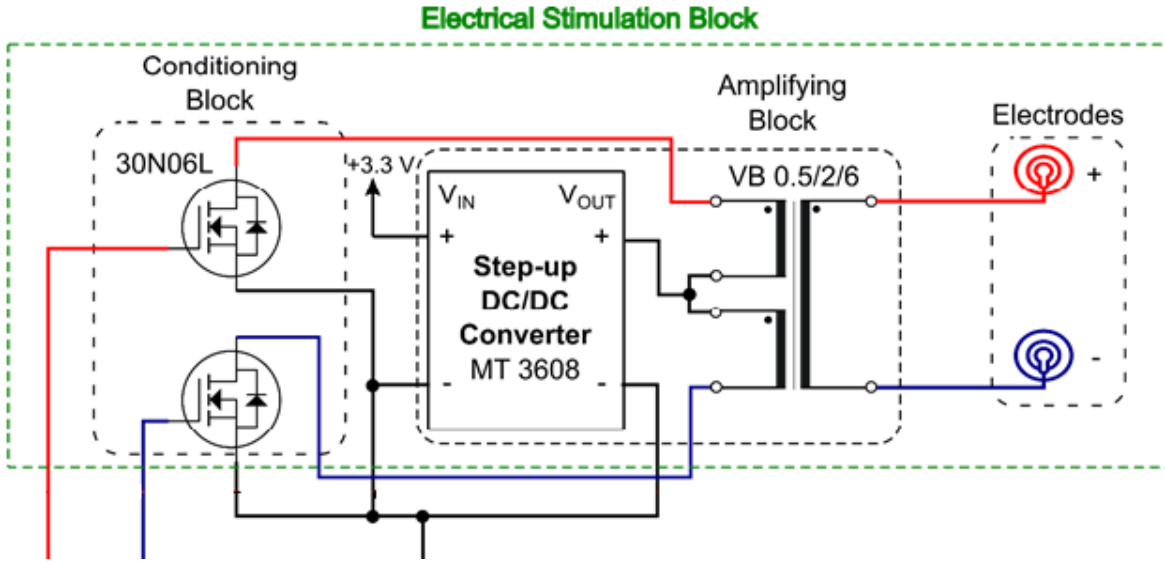 Electrical Stimulation Block
Conditioning
Block
30N06L
+3.3 V
VIN
VOUT
+
+
Step-up
DC/DC
Converter
MT 3608
-
-
Amplifying
Block
VB 0.5/2/6
Electrodes
+
-